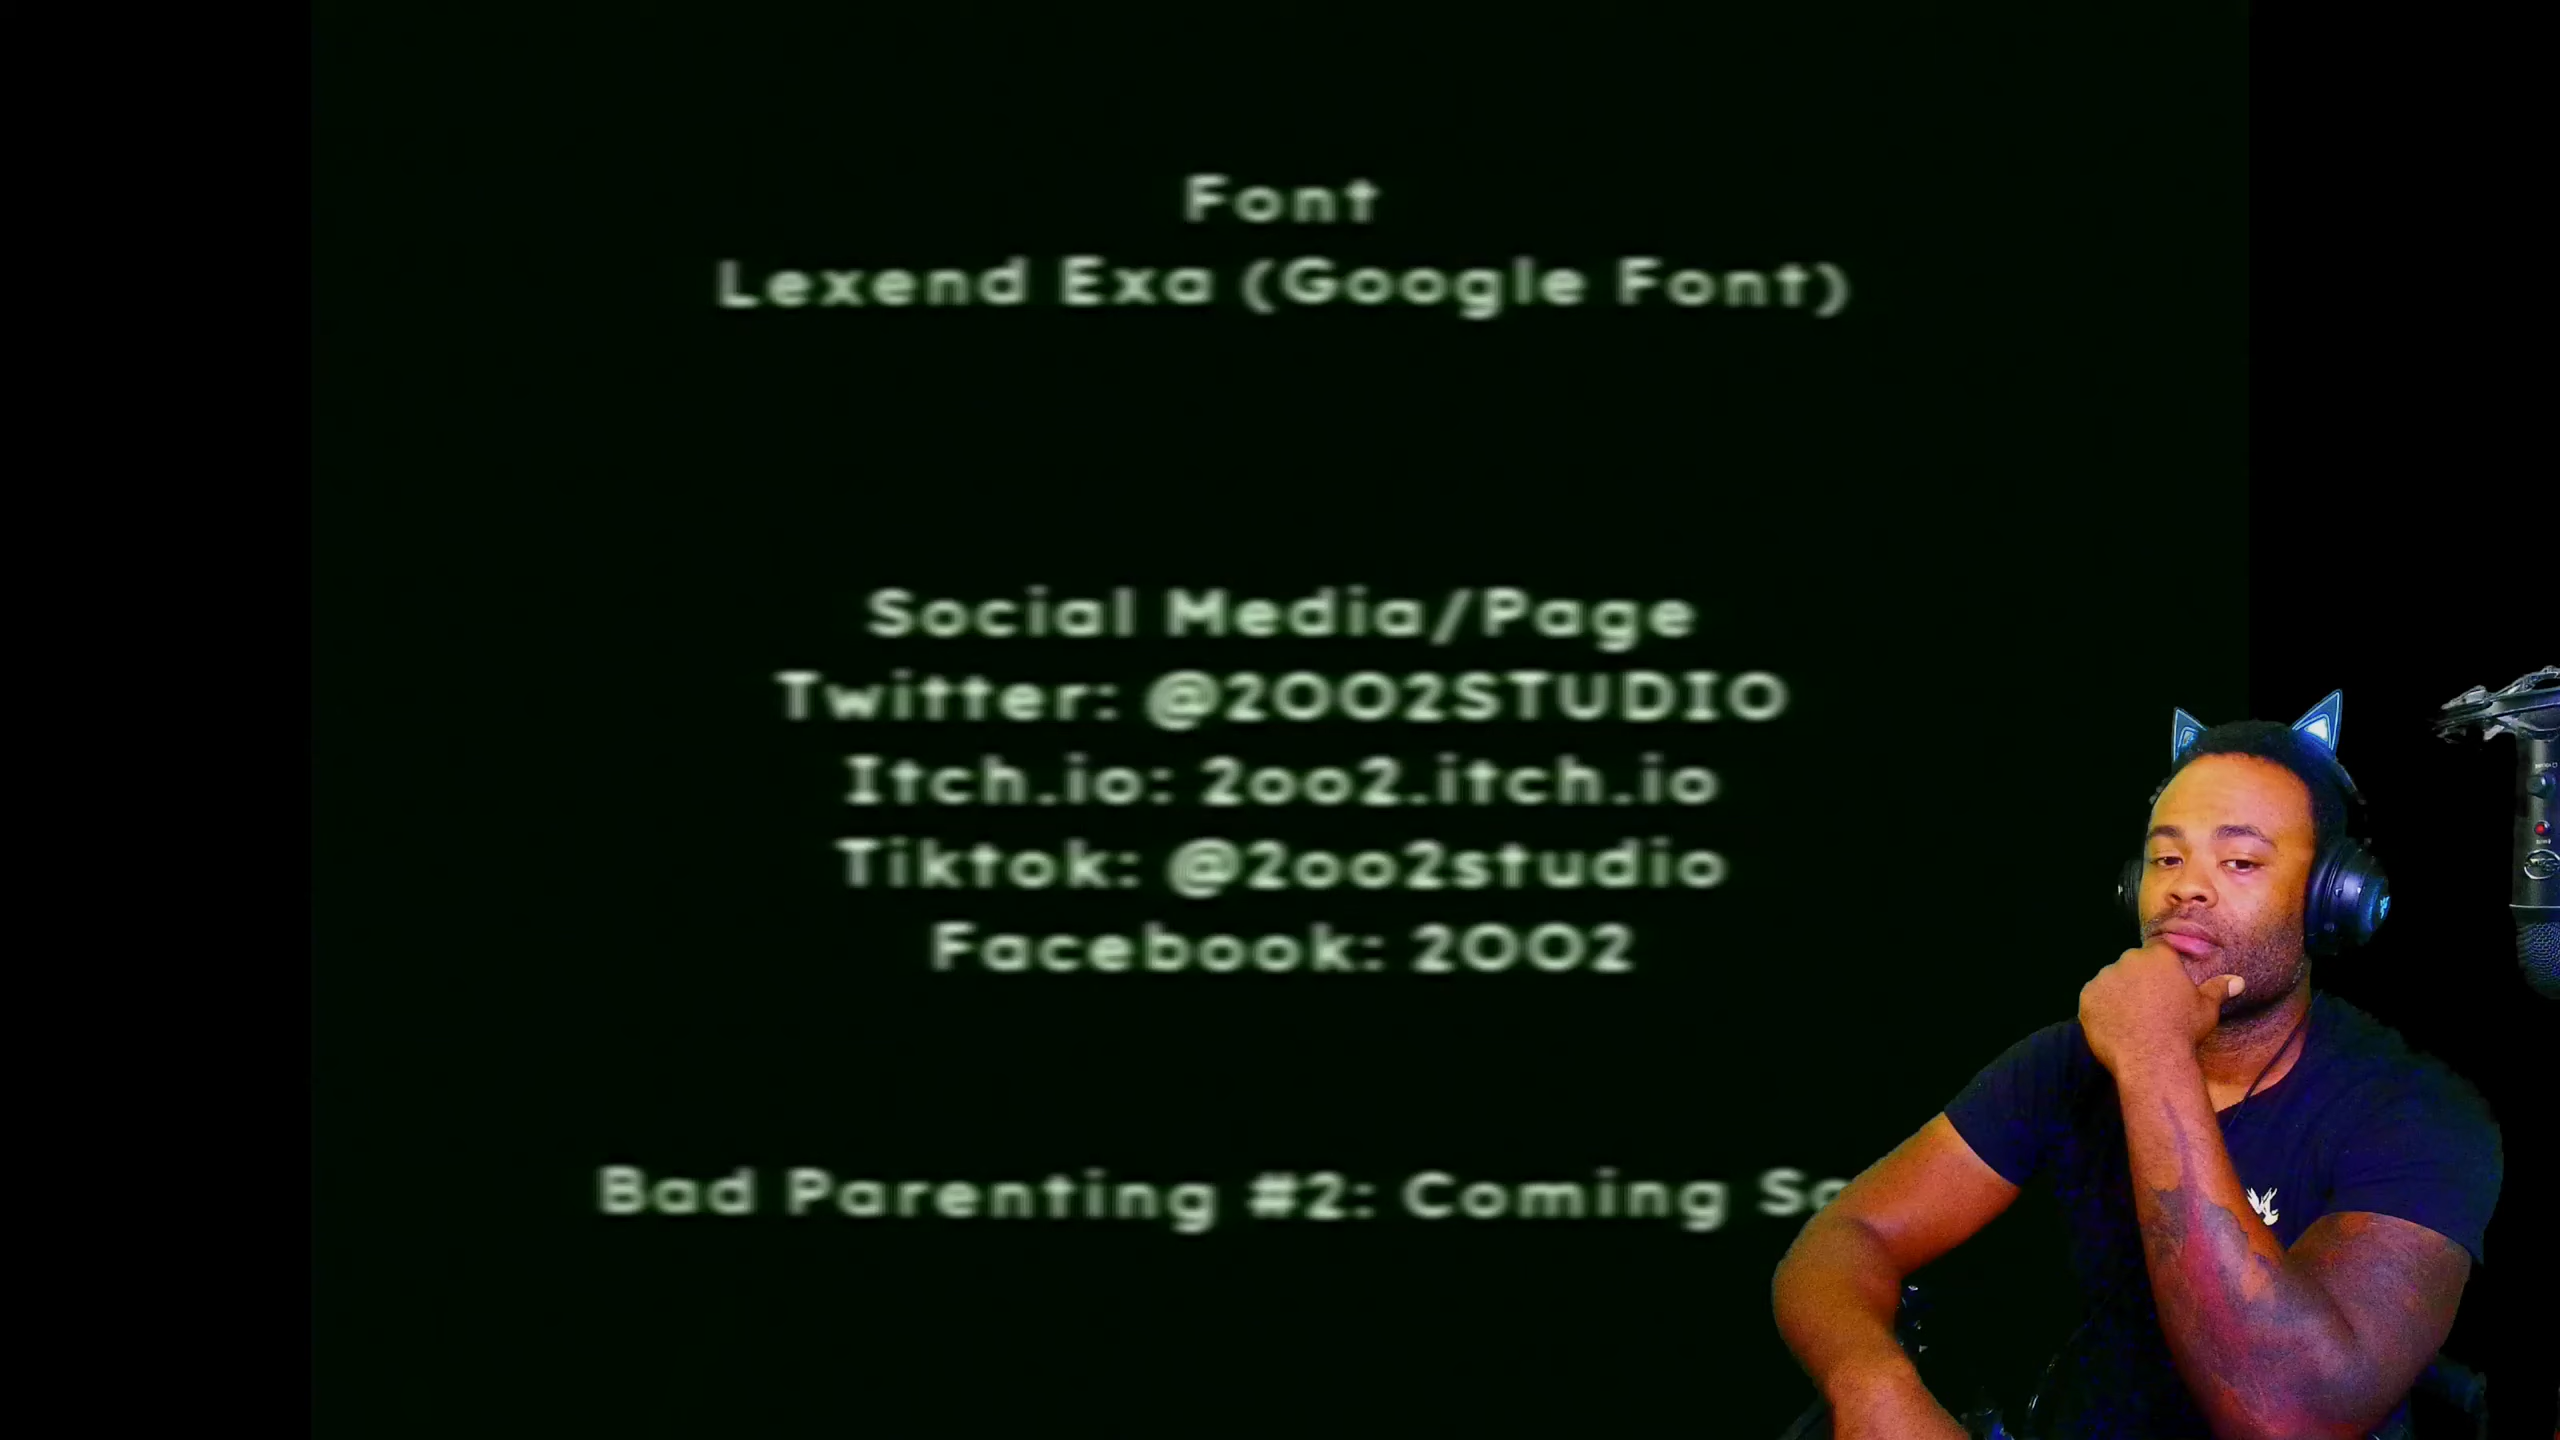 Font
Lexend Exa (Google Font)
Social Media/Page
Twitter: @2OO2STUDIO
Itch.io: 2oo2.itch.io
Tiktok: @2oo2studio
Facebook: 2OO2
Bad Parenting #2: Coming